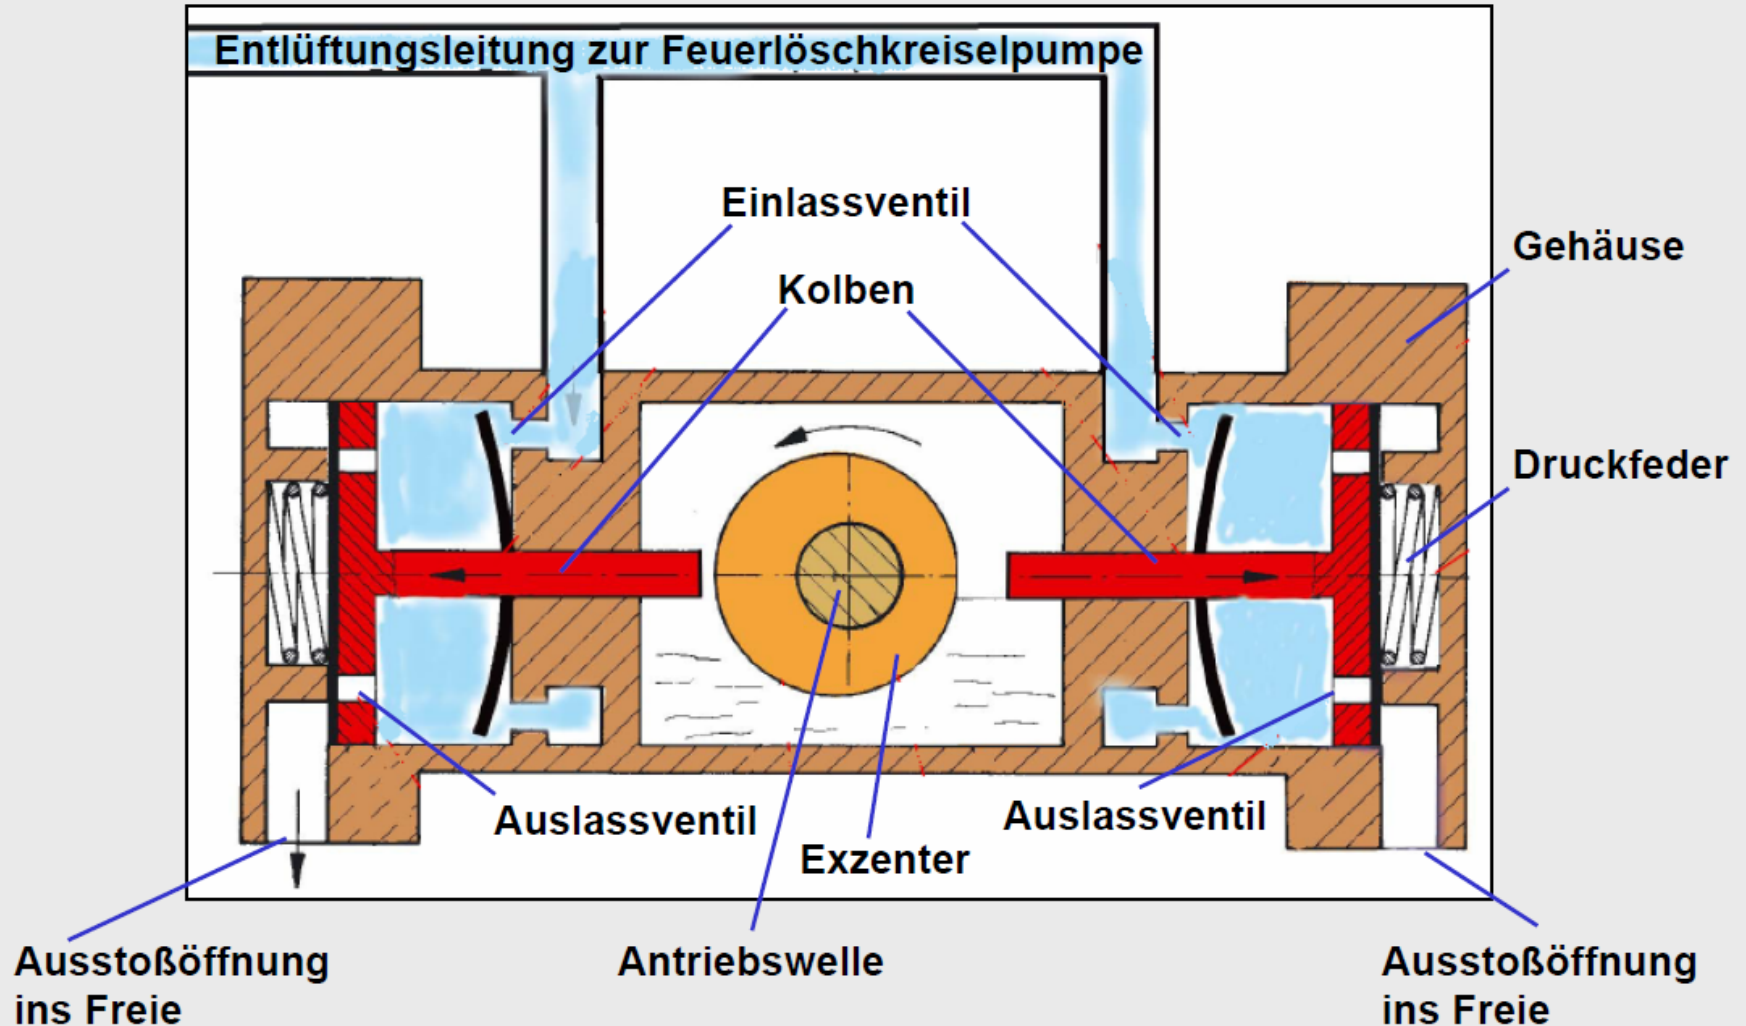 Entlüftungsleitung zur Feuerlöschkreiselpumpe
Einlassventil
Gehäuse
Kolben
Druckfeder
Auslassventil
Auslassventil
Exzenter
Ausstoßöffnung
ins Freie
Antriebswelle
Ausstoßöffnung
ins Freie